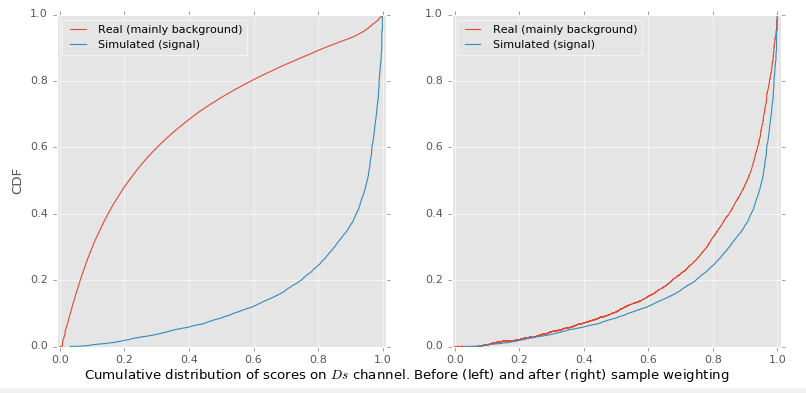 1.0
0.8
0.6
0.4
0.2
0.0
CDF
0.0 0.2 0.4 0.6 0.8 1.0
Real (mainly background)
Simulated (signal)
1.0
0.8
0.6
0.4
0.2
0.0
0.0 0.2 0.4 0.6 0.8 1.0
Real (mainly background)
Simulated (signal)
Cumulative distribution of scores on Ds channel. Before (left) and after (right) sample weighting